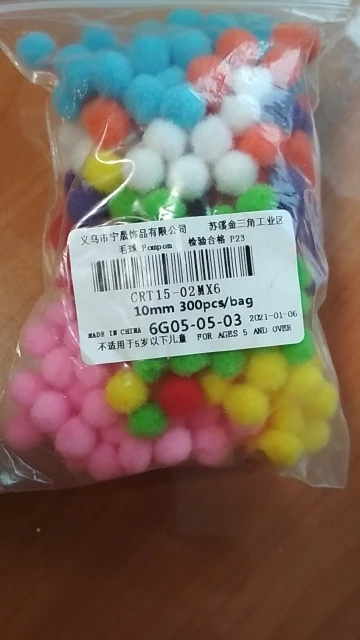 义乌市宁晟饰品有限公司 苏溪金三角工业区
毛球 Pompom 检验合格 P23
CRT15-02MX6
10mm 300pcs/bag
MADE IN CHINA 6G05-05-03 2021-01-06
不适用于5岁以下儿童 FOR AGES 5 AND OVER